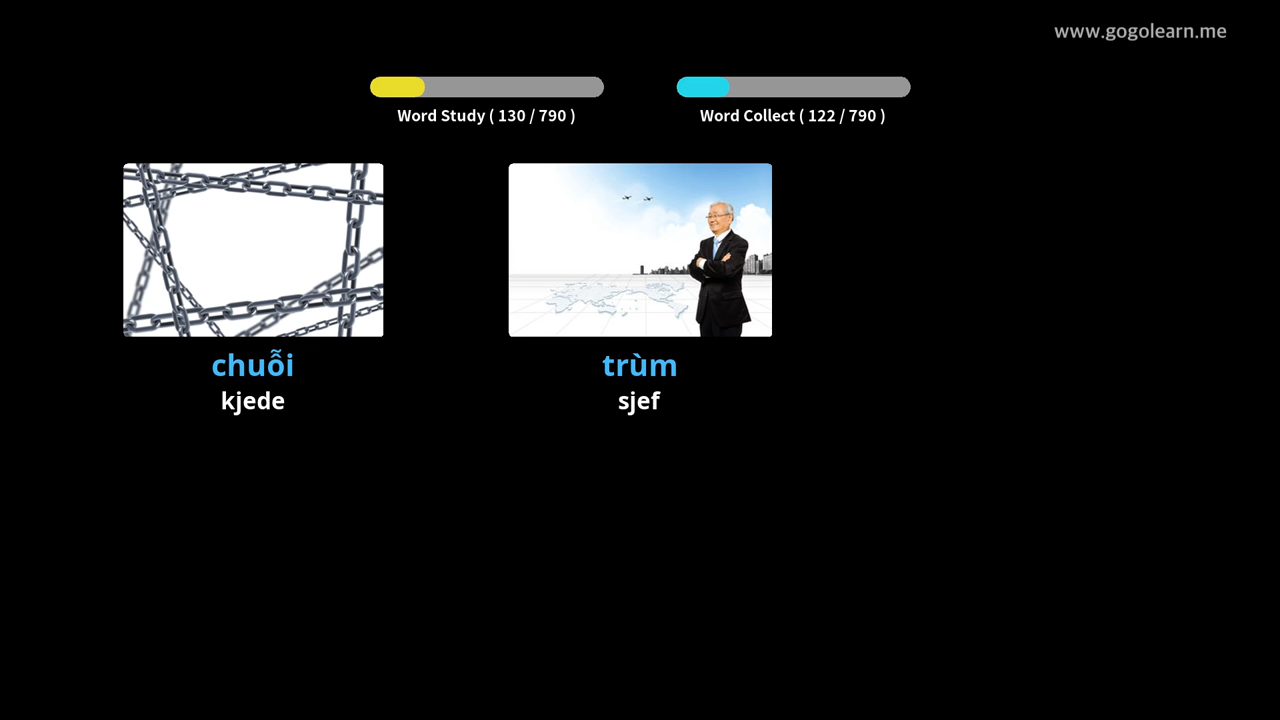 www.gogolearn.me
Word Study ( 130 / 790 )
Word Collect ( 122 / 790 )
chuỗi
kjede
trùm
sjef